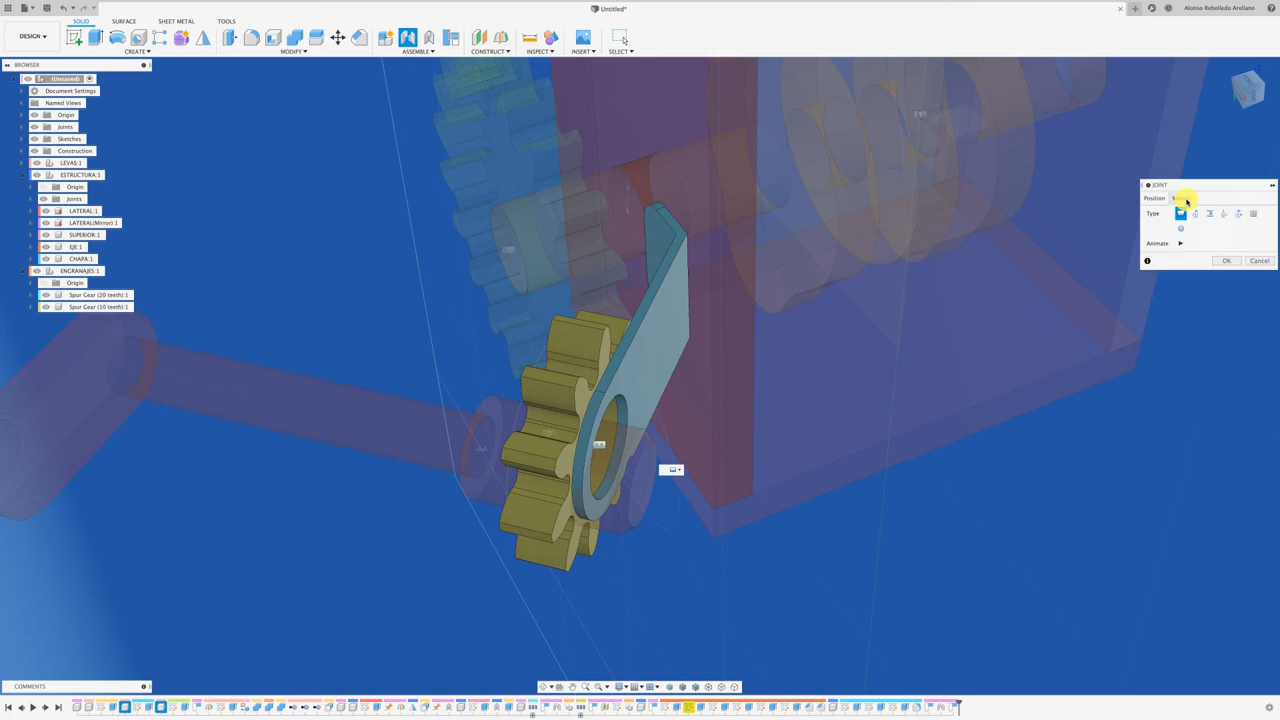 Untitled*
Alonso Rebolledo Arellano
DESIGN
SOLID
SURFACE
SHEET METAL
TOOLS
CREATE
MODIFY
ASSEMBLE
CONSTRUCT
INSPECT
INSERT
SELECT
BROWSER
(Unsaved)
Document Settings
Named Views
Origin
Joints
Sketches
Construction
LEVAS:1
ESTRUCTURA:1
Origin
Joints
LATERAL:1
LATERAL(Mirror):1
SUPERIOR:1
EJE:1
CHAPA:1
ENGRANAJES:1
Origin
Spur Gear (20 teeth):1
Spur Gear (10 teeth):1
JOINT
Position
Type
Animate
OK
Cancel
COMMENTS